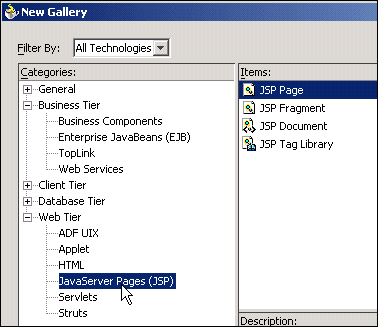 New Gallery
Filter By: All Technologies
Categories:
General
Business Tier
Business Components
Enterprise JavaBeans (EJB)
TopLink
Web Services
Client Tier
Database Tier
Web Tier
ADF UIX
Applet
HTML
JavaServer Pages (JSP)
Servlets
Struts
Items:
JSP Page
JSP Fragment
JSP Document
JSP Tag Library
Description: